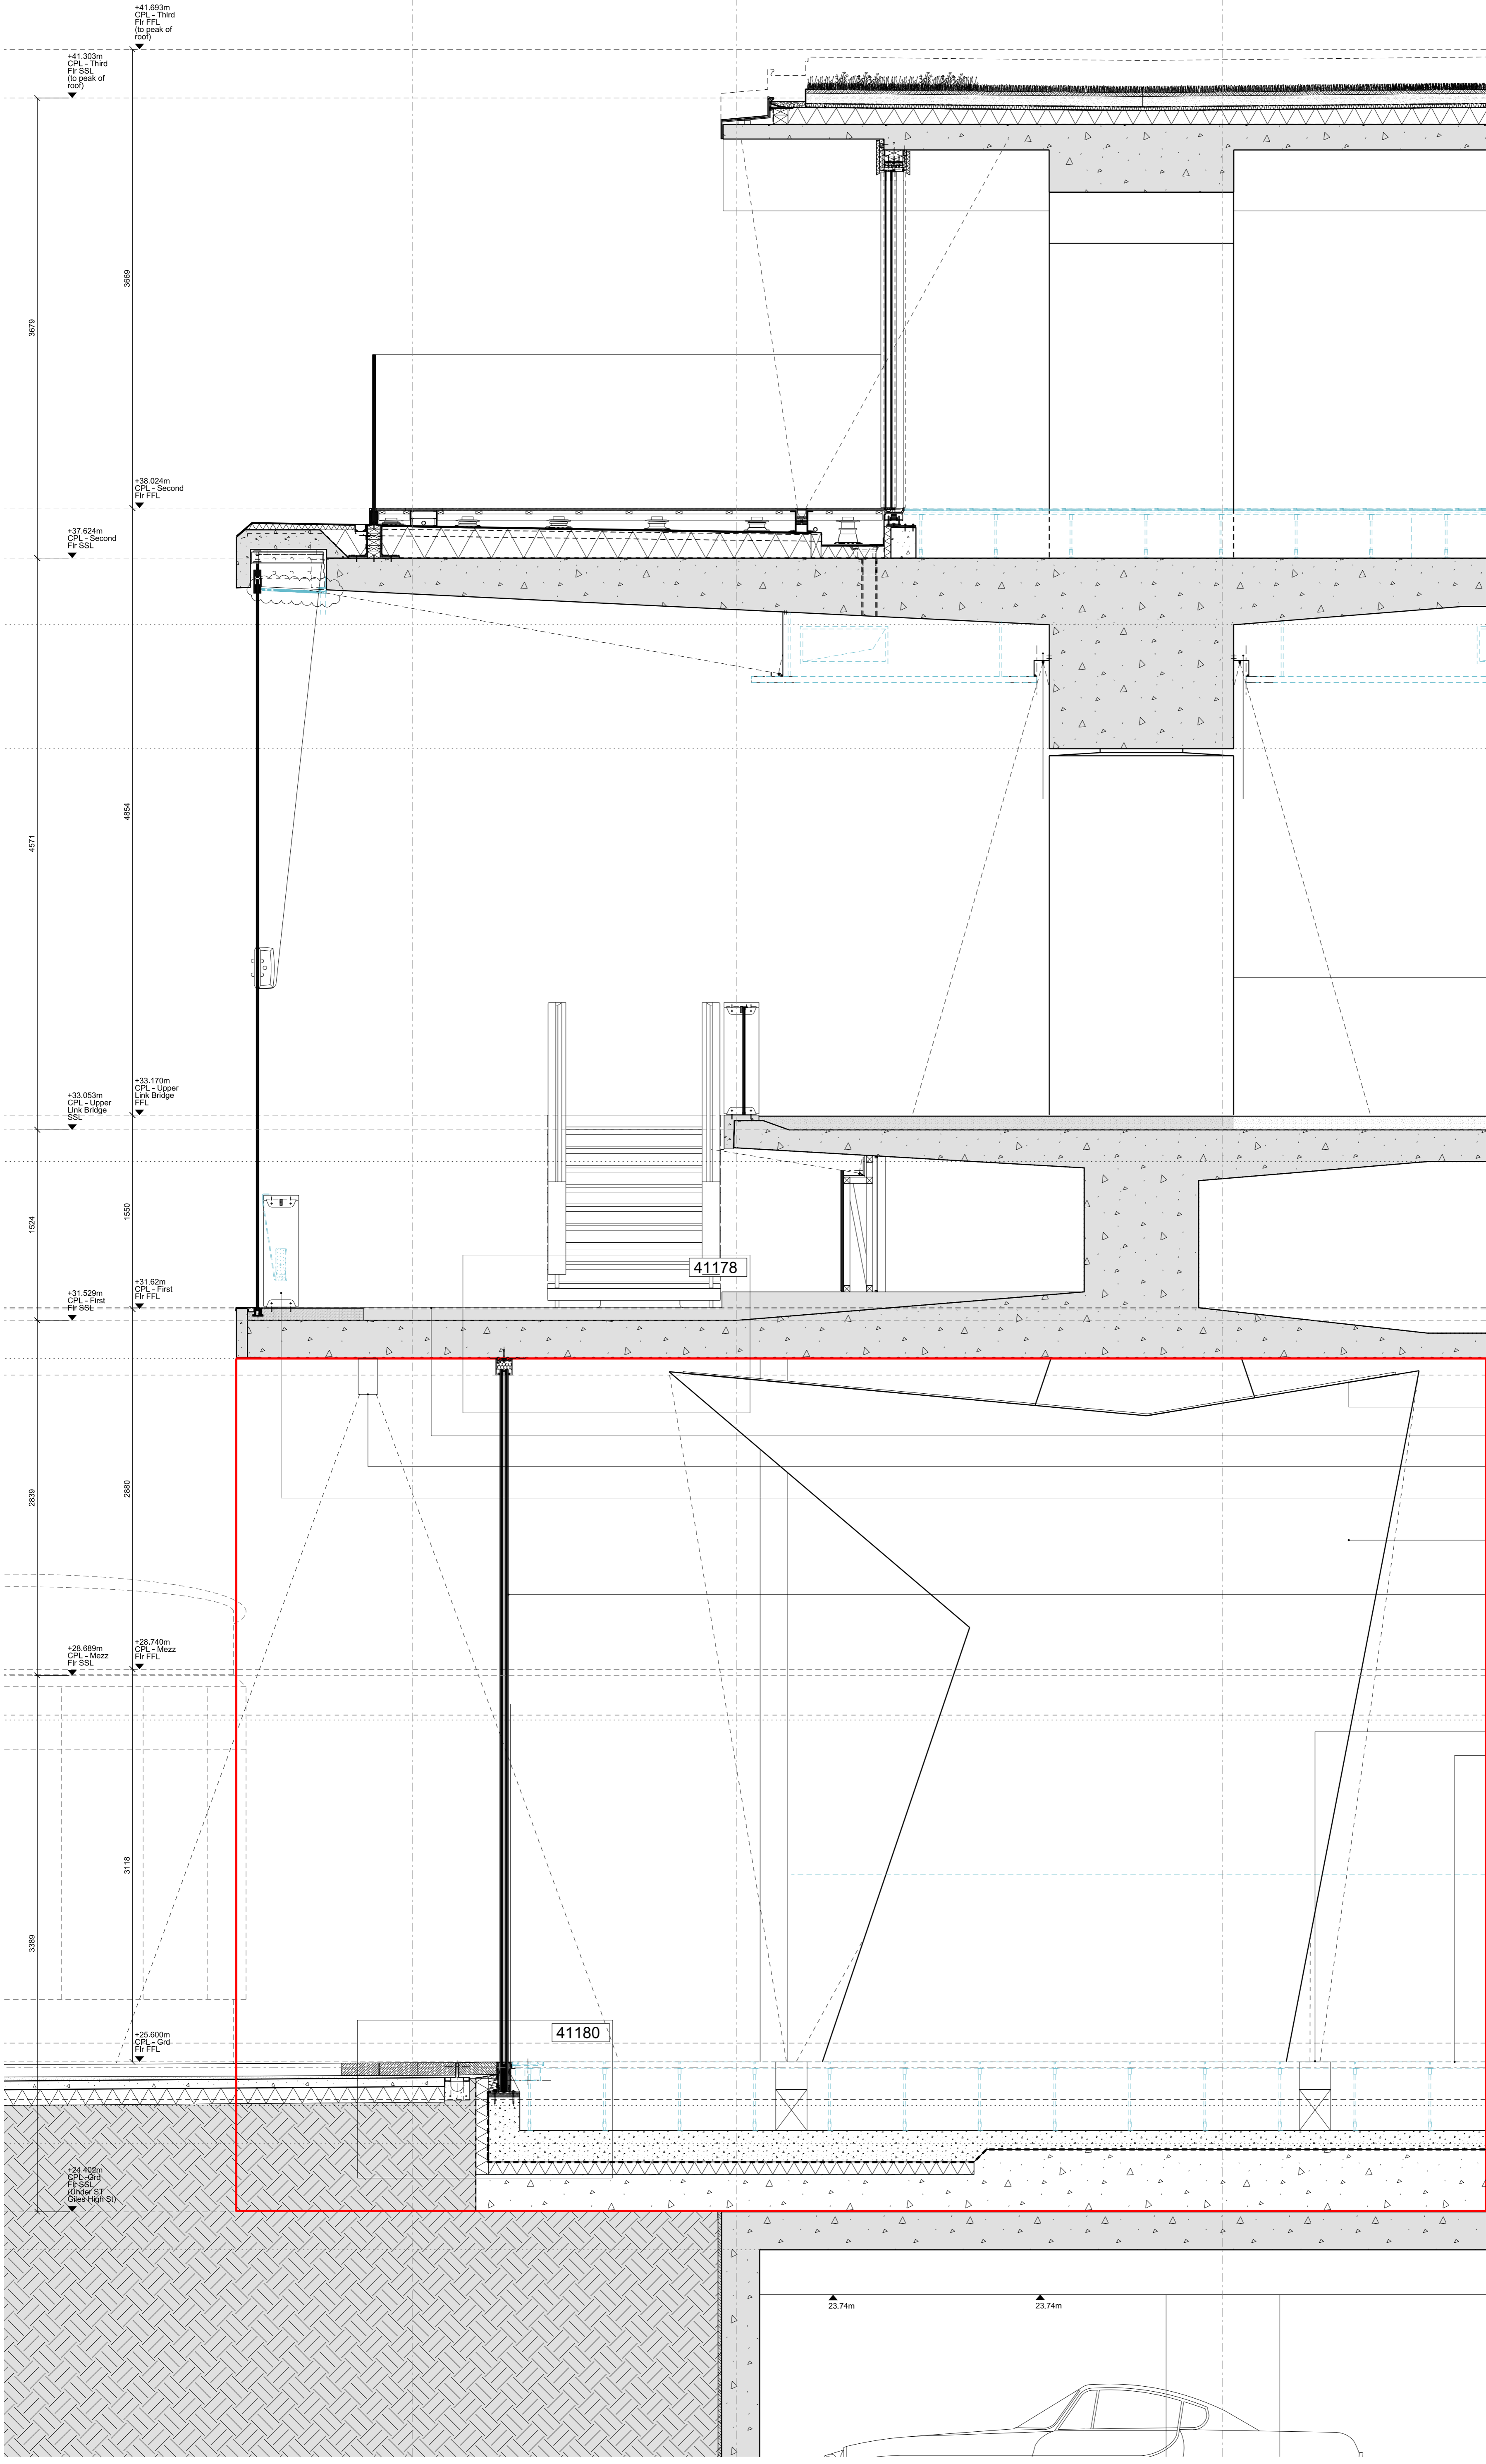 +41.693m
CPL - Third
Flr FFL
(to peak of
roof)
+41.303m
CPL - Third
Flr SSL
(to peak of
roof)
3669
3679
+38.024m
CPL - Second
Flr FFL
+37.624m
CPL - Second
Flr SSL
4854
4571
+33.170m
CPL - Upper
Link Bridge
FFL
+33.053m
CPL - Upper
Link Bridge
SSL
1550
1524
41178
+31.62m
CPL - First
Flr FFL
+31.529m
CPL - First
Flr SSL
2880
2839
+28.740m
CPL - Mezz
Flr FFL
+28.689m
CPL - Mezz
Flr SSL
3118
3389
41180
+25.600m
CPL - Grd
Flr FFL
+24.402m
CPL -Grd
Flr SSL
(Under ST
Giles High St)
23.74m
23.74m